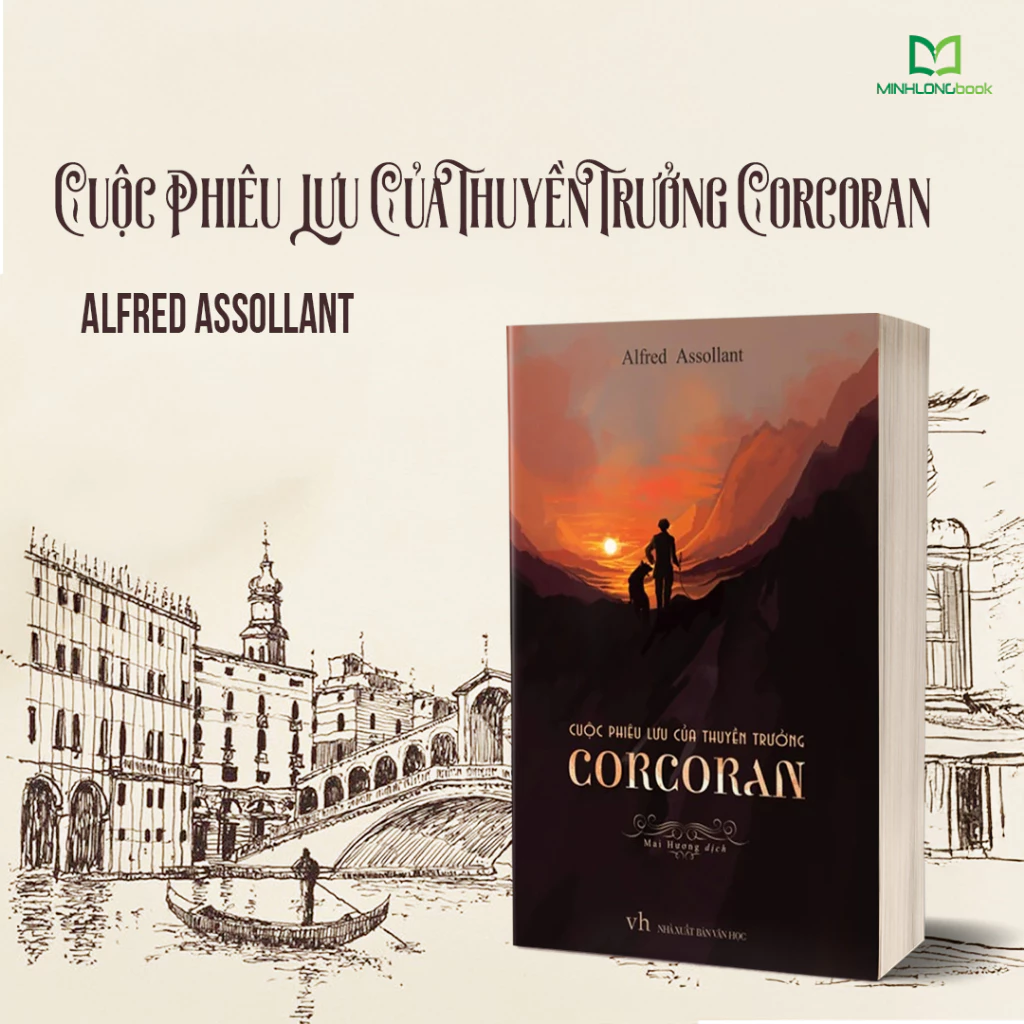 MINHLONGbook
Cuộc Phiêu Lưu Của Thuyền Trưởng Corcoran
ALFRED ASSOLLANT
Alfred Assollant
CUỘC PHIÊU LƯU CỦA THUYỀN TRƯỞNG
CORCORAN
Mai Hương dịch
vh NHÀ XUẤT BẢN VĂN HỌC